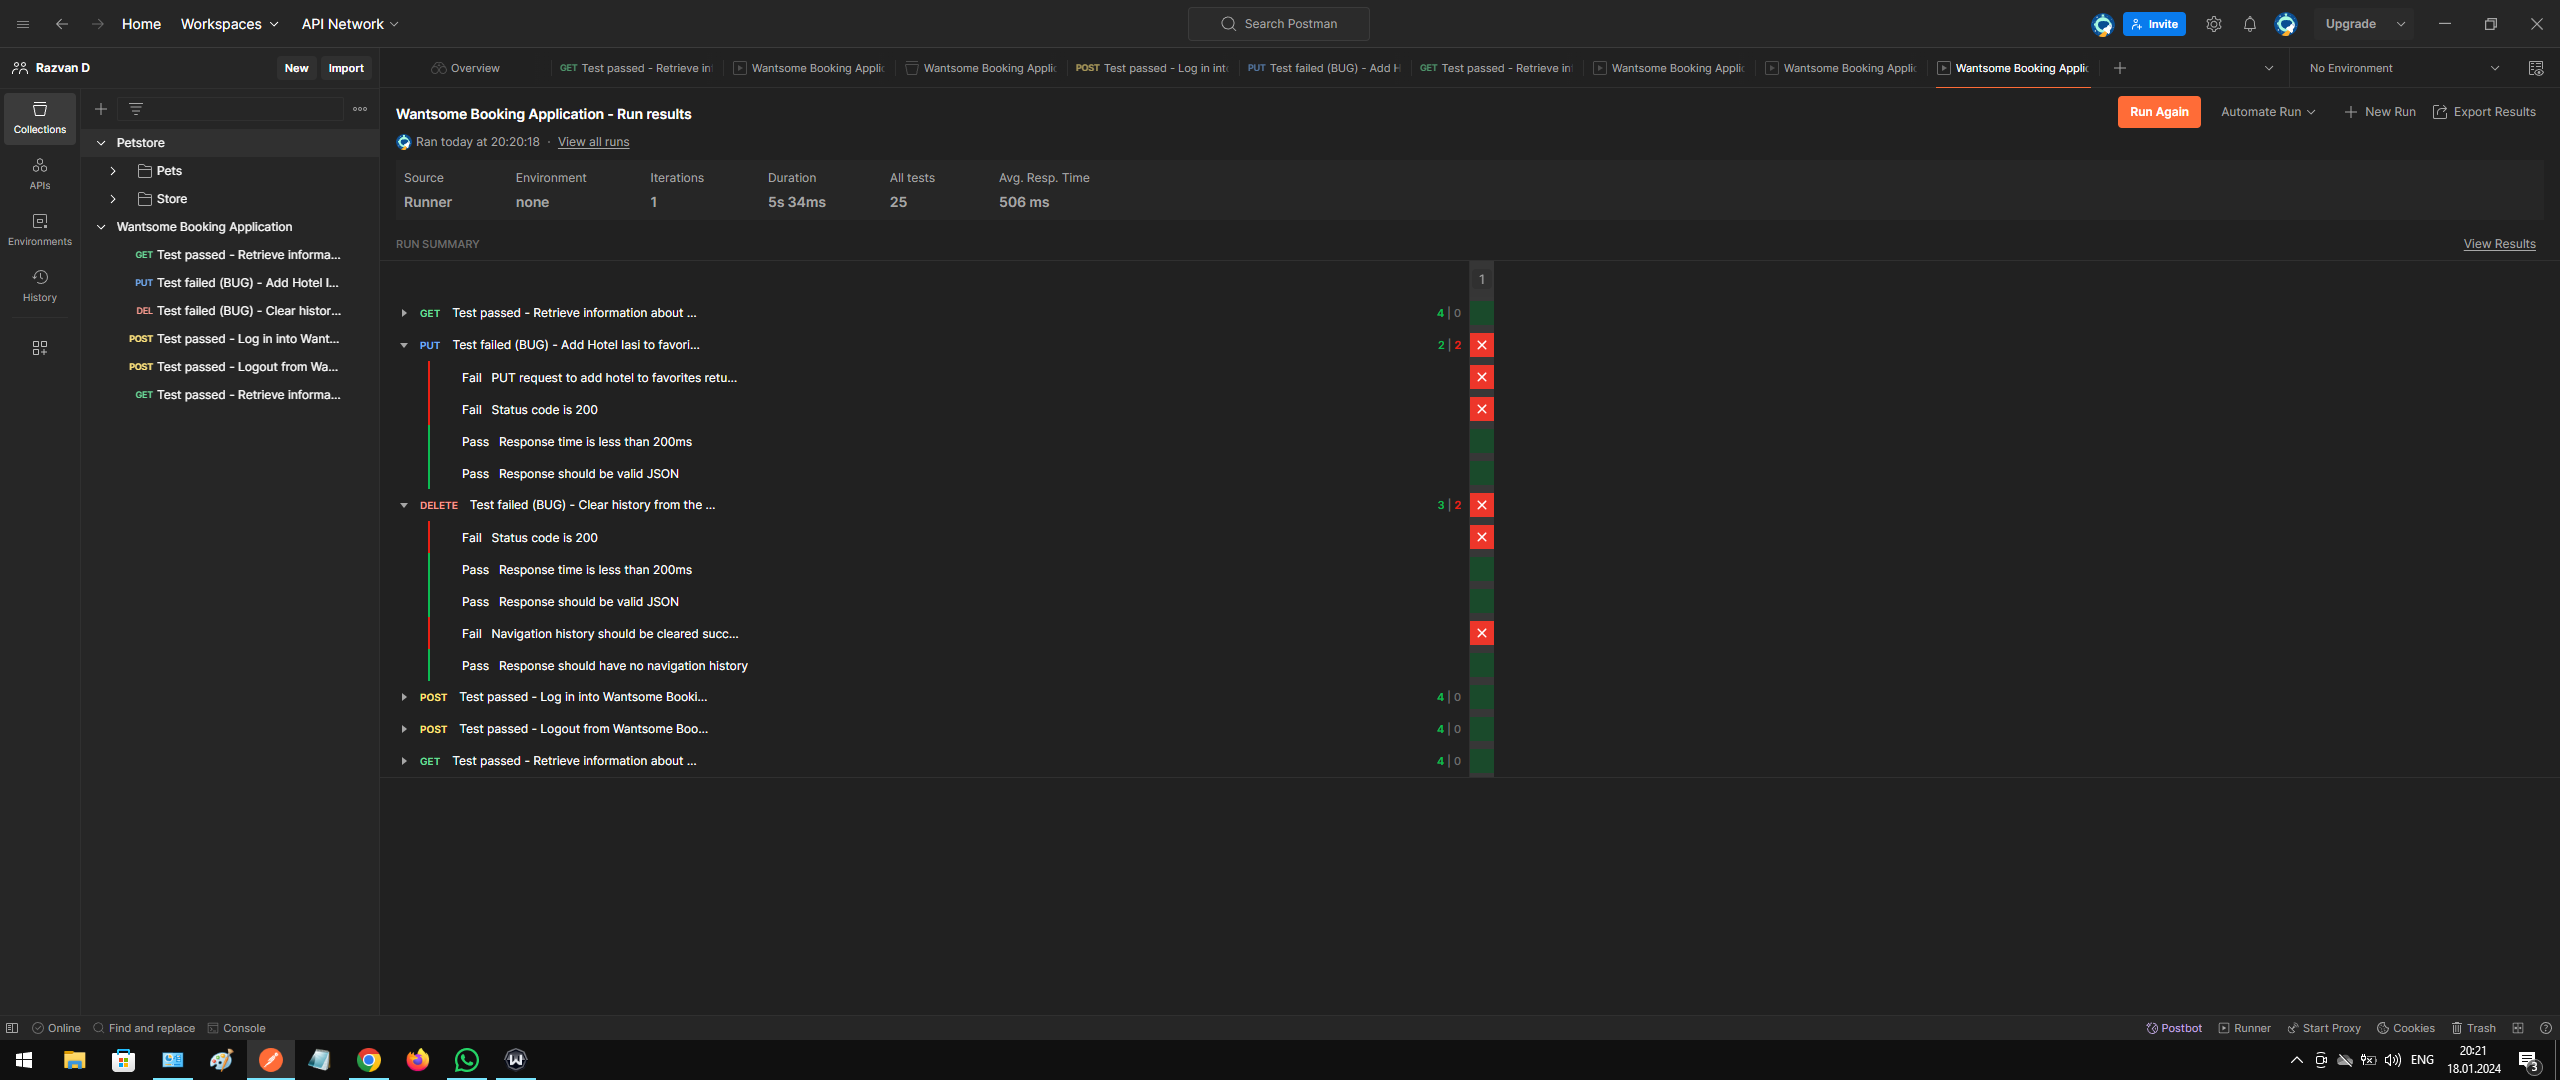 Home Workspaces API Network Search Postman Invite Upgrade
Razvan D New Import
Overview GET Test passed - Retrieve in Wantsome Booking Applic Wantsome Booking Applic POST Test passed - Log in int PUT Test failed (BUG) - Add H GET Test passed - Retrieve in Wantsome Booking Applic Wantsome Booking Applic Wantsome Booking Applic No Environment
Collections
APIs
Environments
History
Petstore
Pets
Store
Wantsome Booking Application
GET Test passed - Retrieve informa...
PUT Test failed (BUG) - Add Hotel I...
DEL Test failed (BUG) - Clear histor...
POST Test passed - Log in into Want...
POST Test passed - Logout from Wa...
GET Test passed - Retrieve informa...
Wantsome Booking Application - Run results
Run Again Automate Run New Run Export Results
Ran today at 20:20:18 · View all runs
Source Environment Iterations Duration All tests Avg. Resp. Time
Runner none 1 5s 34ms 25 506 ms
RUN SUMMARY View Results
1
GET Test passed - Retrieve information about ... 4 | 0
PUT Test failed (BUG) - Add Hotel Iasi to favori... 2 | 2
Fail PUT request to add hotel to favorites retu...
Fail Status code is 200
Pass Response time is less than 200ms
Pass Response should be valid JSON
DELETE Test failed (BUG) - Clear history from the ... 3 | 2
Fail Status code is 200
Pass Response time is less than 200ms
Pass Response should be valid JSON
Fail Navigation history should be cleared succ...
Pass Response should have no navigation history
POST Test passed - Log in into Wantsome Booki... 4 | 0
POST Test passed - Logout from Wantsome Boo... 4 | 0
GET Test passed - Retrieve information about ... 4 | 0
Online Find and replace Console Postbot Runner Start Proxy Cookies Trash
ENG 20:21
18.01.2024 3